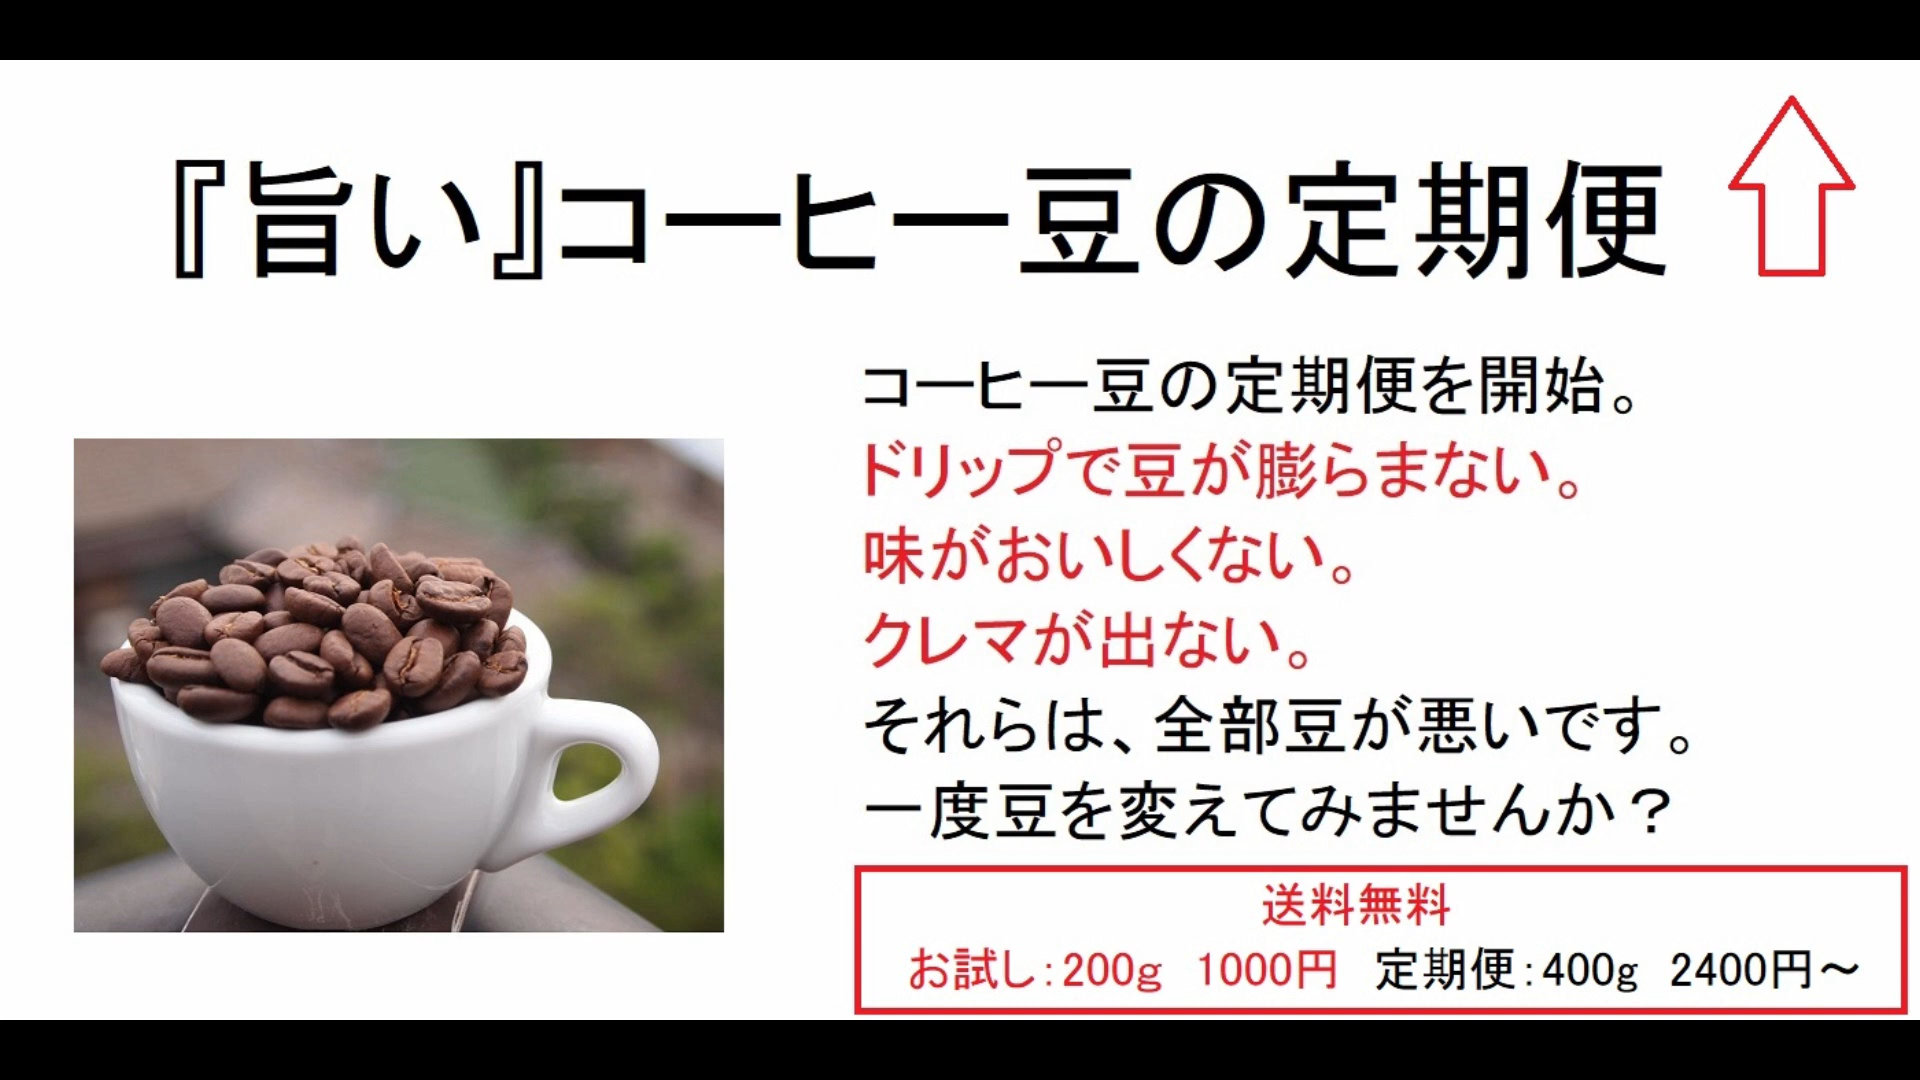 『旨い』コーヒー豆の定期便
コーヒー豆の定期便を開始。
ドリップで豆が膨らまない。
味がおいしくない。
クレマが出ない。
それらは、全部豆が悪いです。
一度豆を変えてみませんか？
送料無料
お試し：200g　1000円　定期便：400g　2400円～